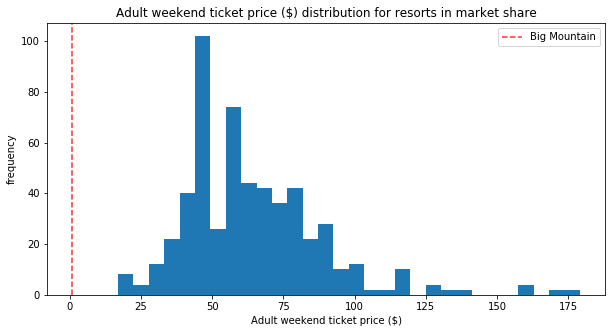 Adult weekend ticket price ($) distribution for resorts in market share
Big Mountain
100
80
60
40
20
0
frequency
0 25 50 75 100 125 150 175
Adult weekend ticket price ($)